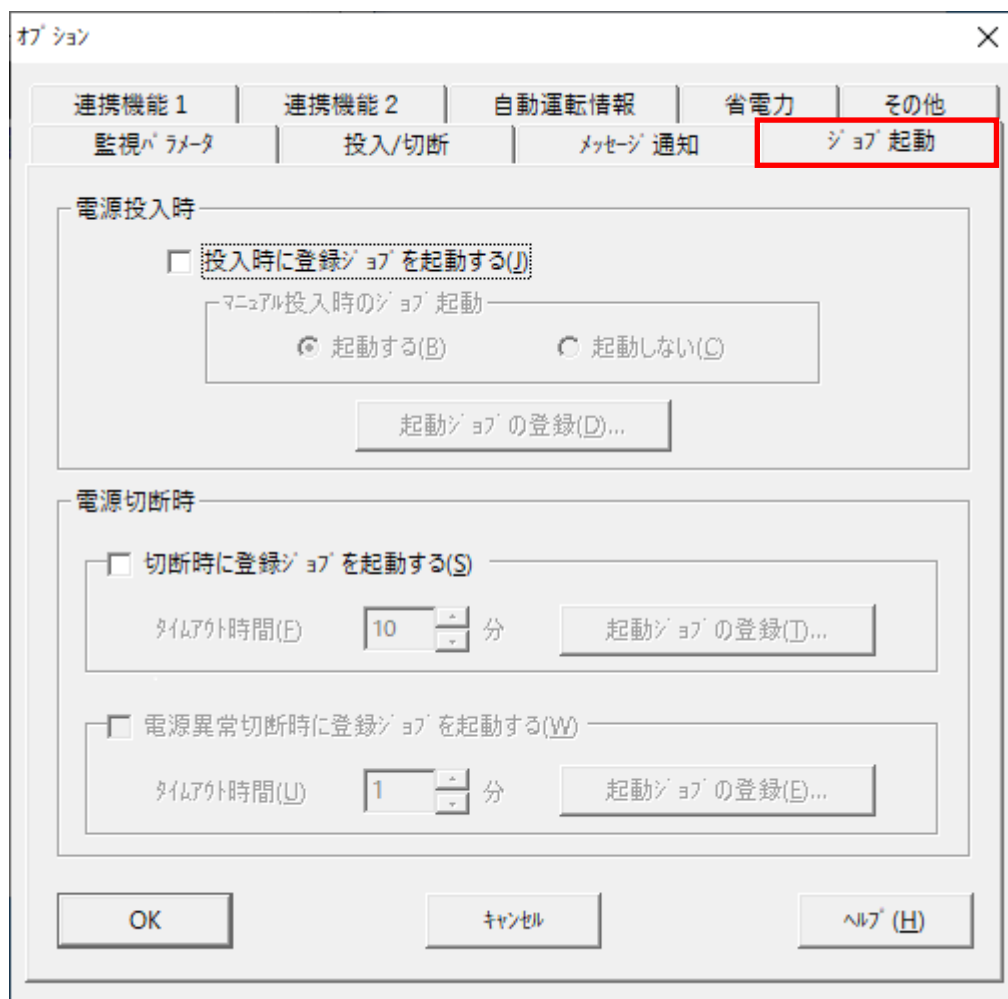 ｵﾌﾟｼｮﾝ
連携機能 1 連携機能 2 自動運転情報 省電力 その他
監視ﾊﾟﾗﾒｰﾀ 投入/切断 ﾒｯｾｰｼﾞ通知 ｼﾞｮﾌﾞ起動
電源投入時
投入時に登録ｼﾞｮﾌﾞを起動する(J)
ﾏﾆｭｱﾙ投入時のｼﾞｮﾌﾞ起動
起動する(B) 起動しない(C)
起動ｼﾞｮﾌﾞの登録(D)...
電源切断時
切断時に登録ｼﾞｮﾌﾞを起動する(S)
ﾀｲﾑｱｳﾄ時間(F) 10 分 起動ｼﾞｮﾌﾞの登録(T)...
電源異常切断時に登録ｼﾞｮﾌﾞを起動する(W)
ﾀｲﾑｱｳﾄ時間(U) 1 分 起動ｼﾞｮﾌﾞの登録(E)...
OK ｷｬﾝｾﾙ ﾍﾙﾌﾟ(H)